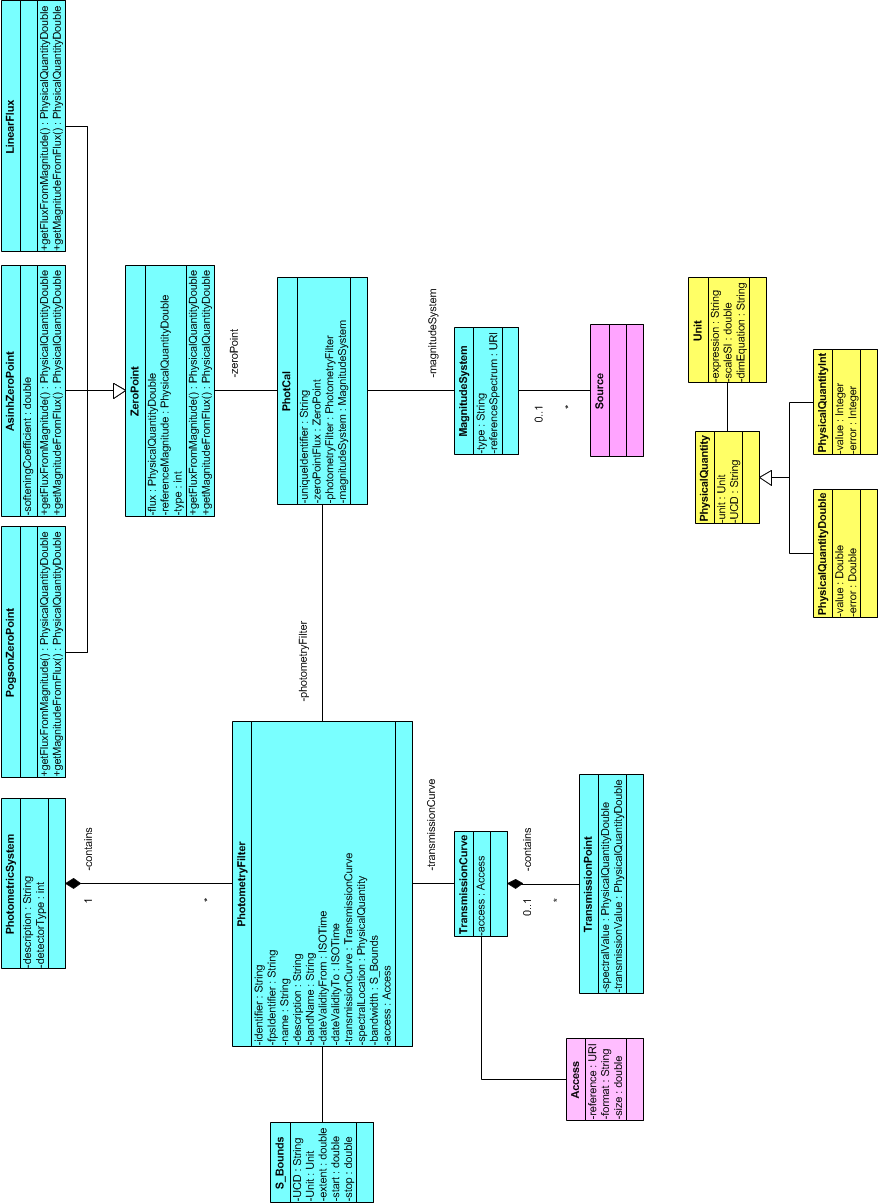 PhotometricSystem
-description : String
-detectorType : int
PogsonZeroPoint
+getFluxFromMagnitude() : PhysicalQuantityDouble
+getMagnitudeFromFlux() : PhysicalQuantityDouble
AsinhZeroPoint
-softeningCoefficient : double
+getFluxFromMagnitude() : PhysicalQuantityDouble
+getMagnitudeFromFlux() : PhysicalQuantityDouble
LinearFlux
+getFluxFromMagnitude() : PhysicalQuantityDouble
+getMagnitudeFromFlux() : PhysicalQuantityDouble
-contains
1
*
ZeroPoint
-flux : PhysicalQuantityDouble
-referenceMagnitude : PhysicalQuantityDouble
-type : int
+getFluxFromMagnitude() : PhysicalQuantityDouble
+getMagnitudeFromFlux() : PhysicalQuantityDouble
-zeroPoint
S_Bounds
-UCD : String
-Unit : Unit
-extent : double
-start : double
-stop : double
PhotometryFilter
-identifier : String
-fpsIdentifier : String
-name : String
-description : String
-bandName : String
-dateValidityFrom : ISOTime
-dateValidityTo : ISOTime
-transmissionCurve : TransmissionCurve
-spectralLocation : PhysicalQuantity
-bandwidth : S_Bounds
-access : Access
-photometryFilter
PhotCal
-uniqueIdentifier : String
-zeroPointFlux : ZeroPoint
-photometryFilter : PhotometryFilter
-magnitudeSystem : MagnitudeSystem
-transmissionCurve
-magnitudeSystem
TransmissionCurve
-access : Access
MagnitudeSystem
-type : String
-referenceSpectrum : URI
-contains
0..1
*
0..1
*
Access
-reference : URI
-format : String
-size : double
TransmissionPoint
-spectralValue : PhysicalQuantityDouble
-transmissionValue : PhysicalQuantityDouble
Source
PhysicalQuantity
-unit : Unit
-UCD : String
Unit
-expression : String
-scaleSI : double
-dimEquation : String
PhysicalQuantityDouble
-value : Double
-error : Double
PhysicalQuantityInt
-value : Integer
-error : Integer